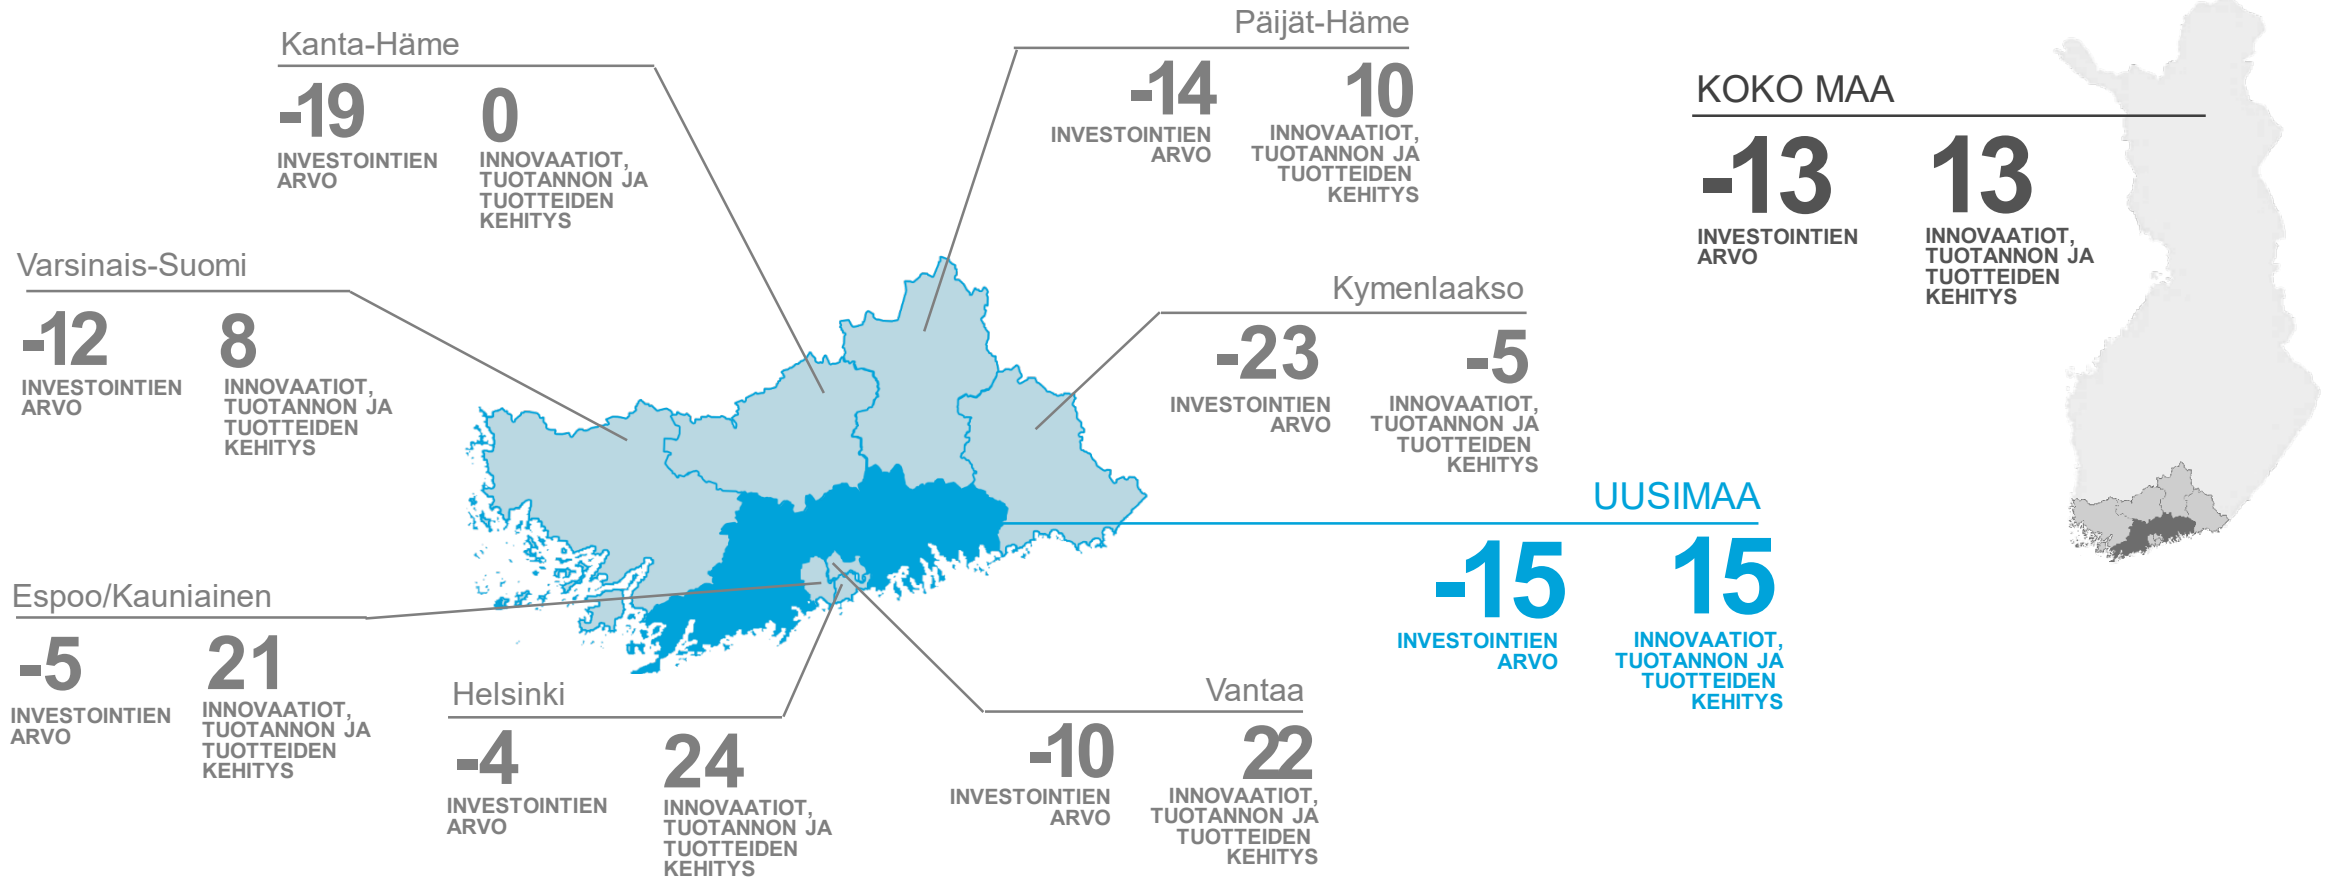 Kanta-Häme
-19
INVESTOINTIEN
ARVO
0
INNOVAATIOT,
TUOTANNON JA
TUOTTEIDEN
KEHITYS
Päijät-Häme
-14
INVESTOINTIEN
ARVO
10
INNOVAATIOT,
TUOTANNON JA
TUOTTEIDEN
KEHITYS
KOKO MAA
-13
INVESTOINTIEN
ARVO
13
INNOVAATIOT,
TUOTANNON JA
TUOTTEIDEN
KEHITYS
Varsinais-Suomi
-12
INVESTOINTIEN
ARVO
8
INNOVAATIOT,
TUOTANNON JA
TUOTTEIDEN
KEHITYS
Kymenlaakso
-23
INVESTOINTIEN
ARVO
-5
INNOVAATIOT,
TUOTANNON JA
TUOTTEIDEN
KEHITYS
UUSIMAA
-15
INVESTOINTIEN
ARVO
15
INNOVAATIOT,
TUOTANNON JA
TUOTTEIDEN
KEHITYS
Espoo/Kauniainen
-5
INVESTOINTIEN
ARVO
21
INNOVAATIOT,
TUOTANNON JA
TUOTTEIDEN
KEHITYS
Helsinki
-4
INVESTOINTIEN
ARVO
24
INNOVAATIOT,
TUOTANNON JA
TUOTTEIDEN
KEHITYS
Vantaa
-10
INVESTOINTIEN
ARVO
22
INNOVAATIOT,
TUOTANNON JA
TUOTTEIDEN
KEHITYS